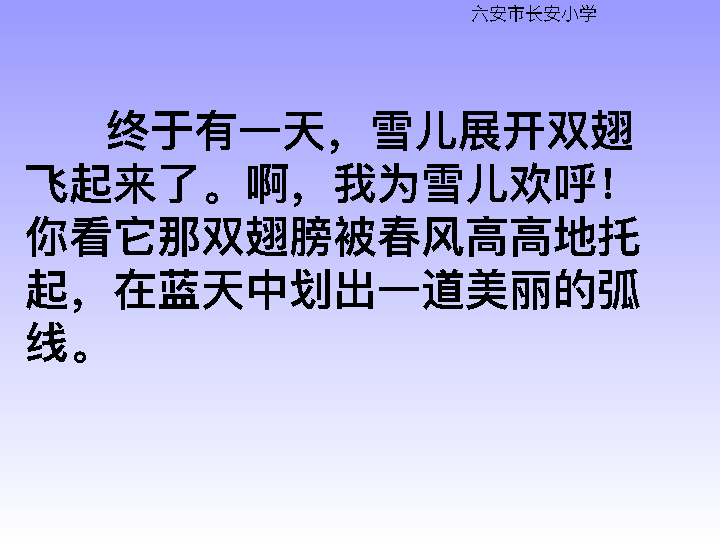 六安市长安小学
终于有一天，雪儿展开双翅
飞起来了。啊，我为雪儿欢呼！
你看它那双翅膀被春风高高地托
起，在蓝天中划出一道美丽的弧
线。